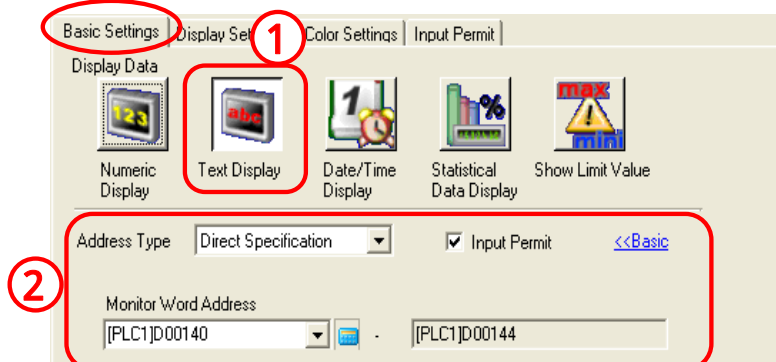 Basic Settings Display Set Color Settings Input Permit
1
Display Data
123 abc 1 % max mini
Numeric Display Text Display Date/Time Display Statistical Data Display Show Limit Value
2
Address Type Direct Specification Input Permit <<Basic
Monitor Word Address
[PLC1]D00140 - [PLC1]D00144